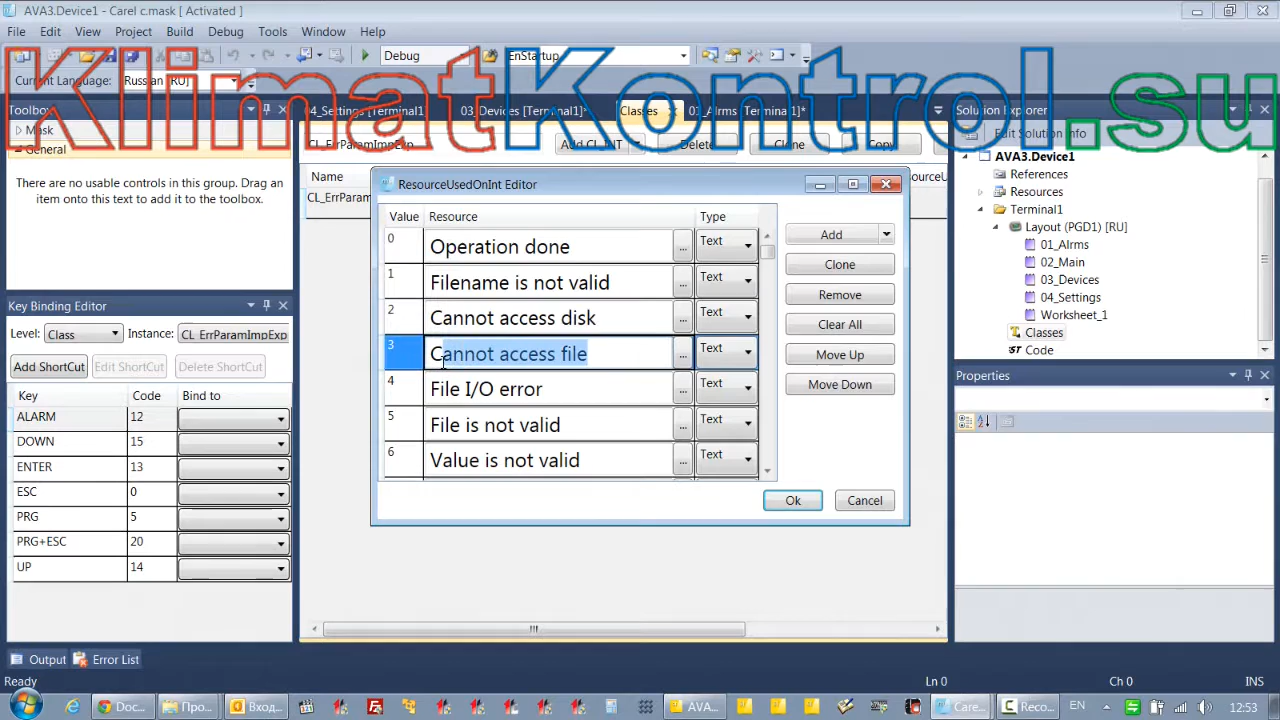 AVA3.Device1 - Carel c.mask [ Activated ]
File Edit View Project Build Debug Tools Window Help
Debug EnStartup
Current Language: Russian [RU]
KlimatKontrol.su
Toolbox
Mask
General
There are no usable controls in this group. Drag an
item onto this text to add it to the toolbox.
Key Binding Editor
Level: Class Instance: CL_ErrParamImpExp
Add ShortCut Edit ShortCut Delete ShortCut
Key Code Bind to
ALARM 12
DOWN 15
ENTER 13
ESC 0
PRG 5
PRG+ESC 20
UP 14
04_Settings [Terminal1 03_Devices [Terminal1]* Classes 01_Alrms [Terminal1]*
CL_ErrParamImpExp Add CL_INT Delete Clone Copy
Name
CL_ErrParam
ResourceUsedOnInt Editor
Value Resource Type
0 Operation done ... Text
1 Filename is not valid ... Text
2 Cannot access disk ... Text
3 Cannot access file ... Text
4 File I/O error ... Text
5 File is not valid ... Text
6 Value is not valid ... Text
Add
Clone
Remove
Clear All
Move Up
Move Down
Ok Cancel
Solution Explorer
Edit Solution Info
AVA3.Device1
References
Resources
Terminal1
Layout (PGD1) [RU]
01_Alrms
02_Main
03_Devices
04_Settings
Worksheet_1
Classes
Code
Properties
Output Error List
Ready Ln 0 Ch 0 INS
Doc... Про... Вход... AVA... Care... Reco... EN 12:53